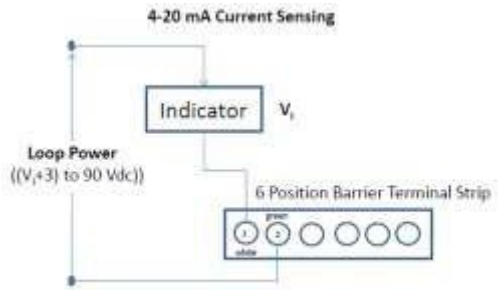 4-20 mA Current Sensing
Indicator
Vᵢ
Loop Power
((Vᵢ+3) to 90 Vdc))
6 Position Barrier Terminal Strip
green
1
2
white